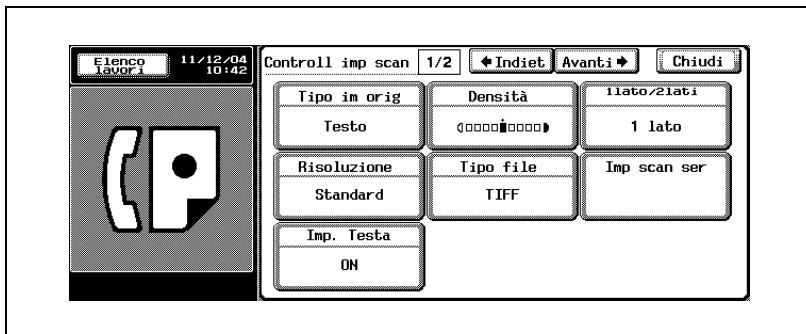 Elenco lavori
11/12/04
10:42
Controll imp scan 1/2 Indiet Avanti Chiudi
Tipo im orig
Testo
Densità
1lato/2lati
1 lato
Risoluzione
Standard
Tipo file
TIFF
Imp scan ser
Imp. Testa
ON